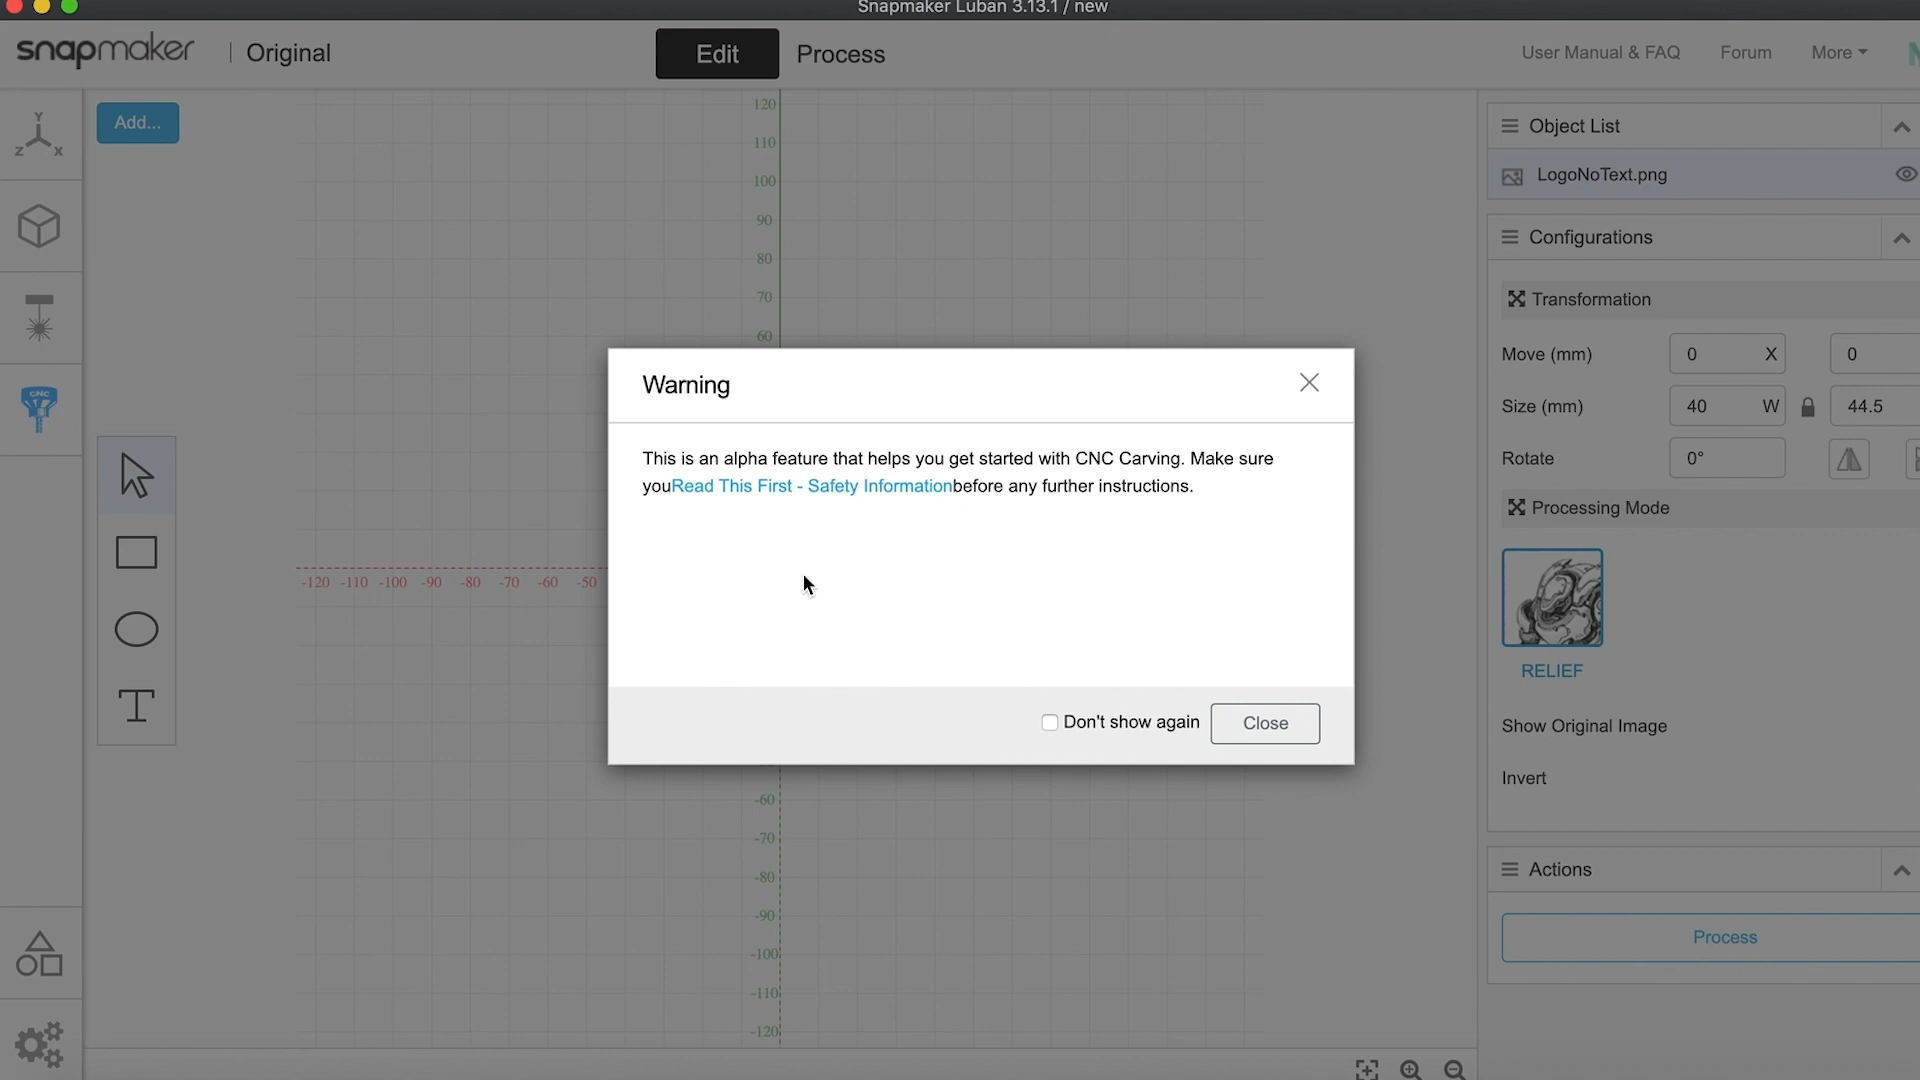 Snapmaker Luban 3.13.1 / new
snapmaker | Original
Edit
Process
User Manual & FAQ
Forum
More
Add...
120
110
100
90
80
70
60
-120 -110 -100 -90 -80 -70 -60 -50
-60
-70
-80
-90
-100
-110
-120
Y
Z X
CNC
T
Warning
This is an alpha feature that helps you get started with CNC Carving. Make sure
youRead This First - Safety Informationbefore any further instructions.
Don't show again
Close
Object List
LogoNoText.png
Configurations
Transformation
Move (mm) 0 X 0
Size (mm) 40 W 44.5
Rotate 0°
Processing Mode
RELIEF
Show Original Image
Invert
Actions
Process